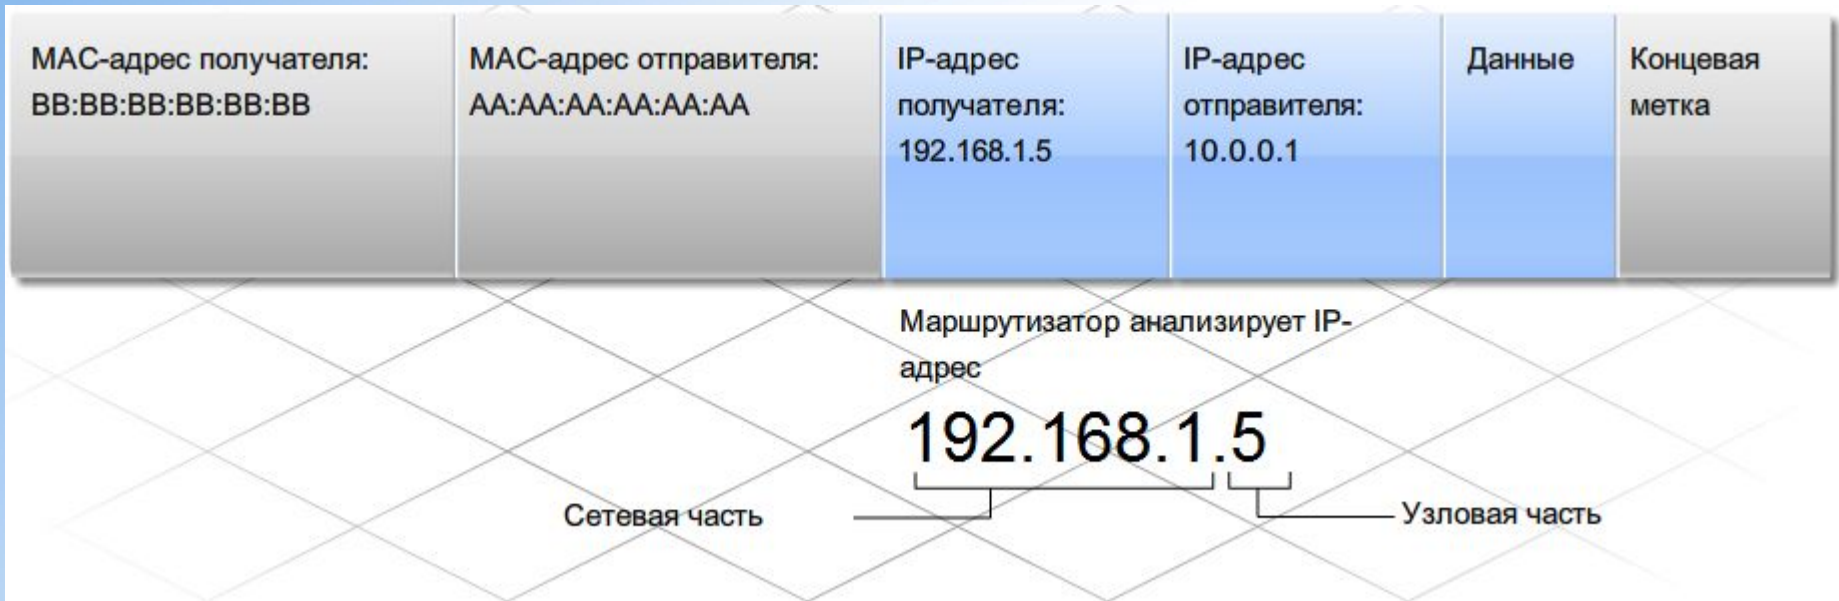 MAC-адрес получателя:
BB:BB:BB:BB:BB:BB
MAC-адрес отправителя:
AA:AA:AA:AA:AA:AA
IP-адрес
получателя:
192.168.1.5
IP-адрес
отправителя:
10.0.0.1
Данные
Концевая
метка
Маршрутизатор анализирует IP-
адрес
192.168.1.5
Сетевая часть
Узловая часть